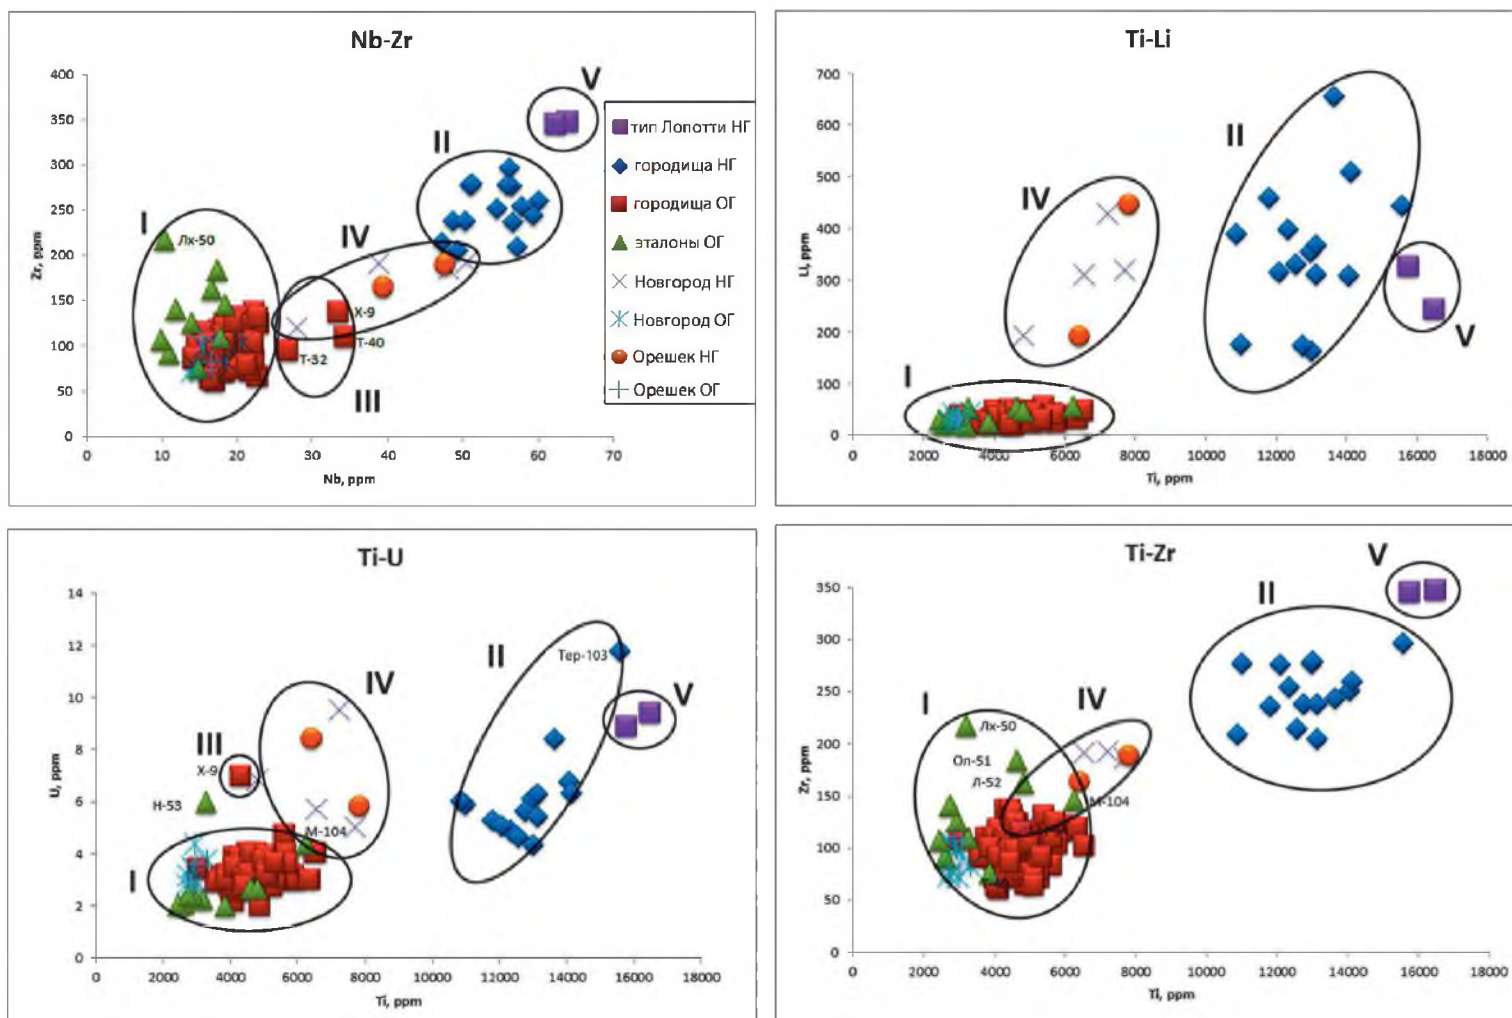 Nb-Zr
400
350
300
250
200
150
100
50
0
Zr, ppm
0 10 20 30 40 50 60 70
Nb, ppm
I
II
III
IV
V
Лх-50
Х-9
Т-40
Т-32
тип Лопотти НГ
городища НГ
городища ОГ
эталоны ОГ
Новгород НГ
Новгород ОГ
Орешек НГ
Орешек ОГ
Ti-Li
700
600
500
400
300
200
100
0
Li, ppm
0 2000 4000 6000 8000 10000 12000 14000 16000 18000
Ti, ppm
I
II
IV
V
Ti-U
14
12
10
8
6
4
2
0
U, ppm
0 2000 4000 6000 8000 10000 12000 14000 16000 18000
Ti, ppm
I
II
III
IV
V
Тер-103
Х-9
Н-53
М-104
Ti-Zr
350
300
250
200
150
100
50
0
Zr, ppm
0 2000 4000 6000 8000 10000 12000 14000 16000 18000
Ti, ppm
I
II
IV
V
Лх-50
Ол-51
Л-52
М-104